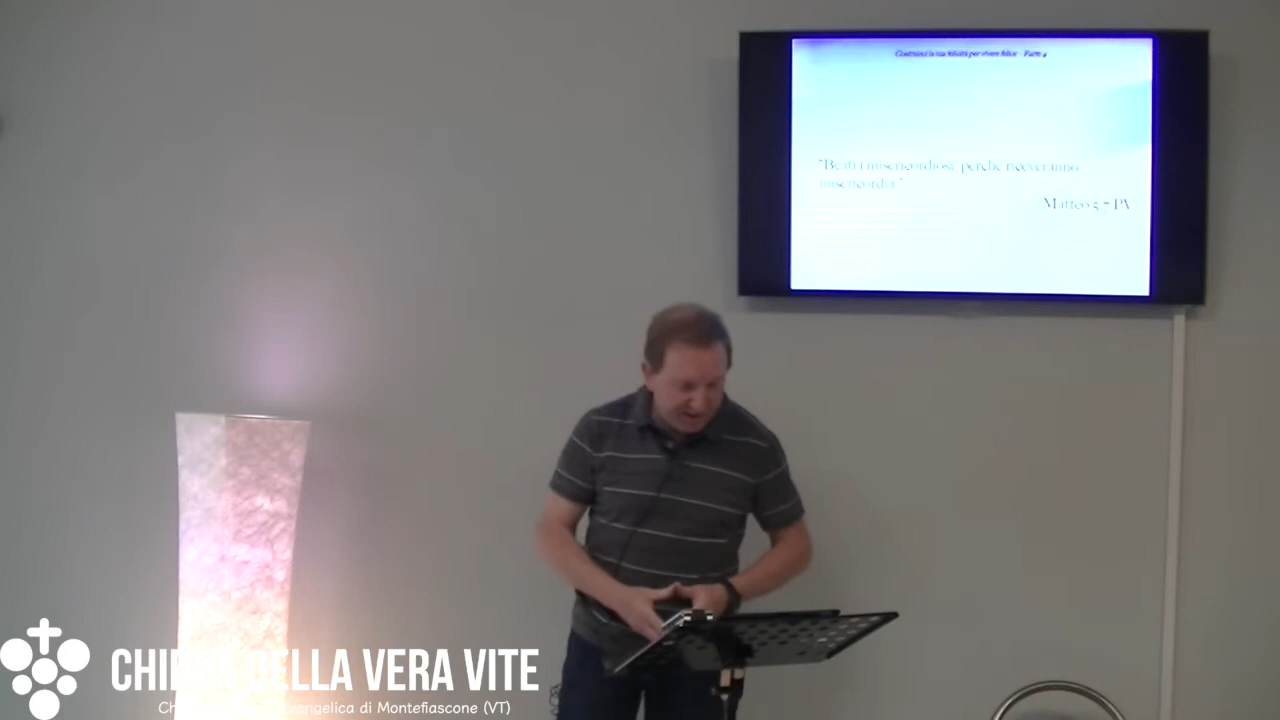 Costruisci la tua felicità per vivere felice Parte 4
"Beati i misericordiosi, perché riceveranno
misericordia."
Matteo 5.7 PV
CHIESA DELLA VERA VITE
Evangelica di Montefiascone (VT)